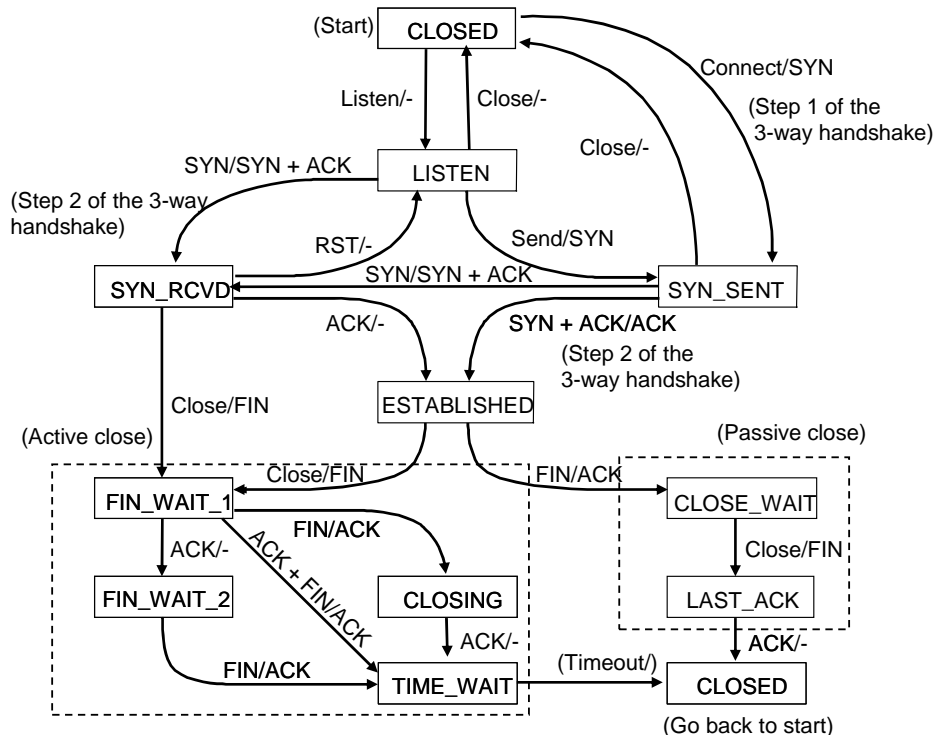 (Start)
CLOSED
Connect/SYN
Listen/-
Close/-
(Step 1 of the
3-way handshake)
Close/-
SYN/SYN + ACK
LISTEN
(Step 2 of the 3-way
handshake)
RST/-
Send/SYN
SYN/SYN + ACK
SYN_RCVD
SYN_SENT
ACK/-
SYN + ACK/ACK
(Step 2 of the
3-way handshake)
ESTABLISHED
Close/FIN
(Active close)
(Passive close)
Close/FIN
FIN/ACK
FIN_WAIT_1
CLOSE_WAIT
FIN/ACK
ACK/-
ACK + FIN/ACK
Close/FIN
FIN_WAIT_2
CLOSING
LAST_ACK
ACK/-
ACK/-
FIN/ACK
(Timeout/)
TIME_WAIT
CLOSED
(Go back to start)